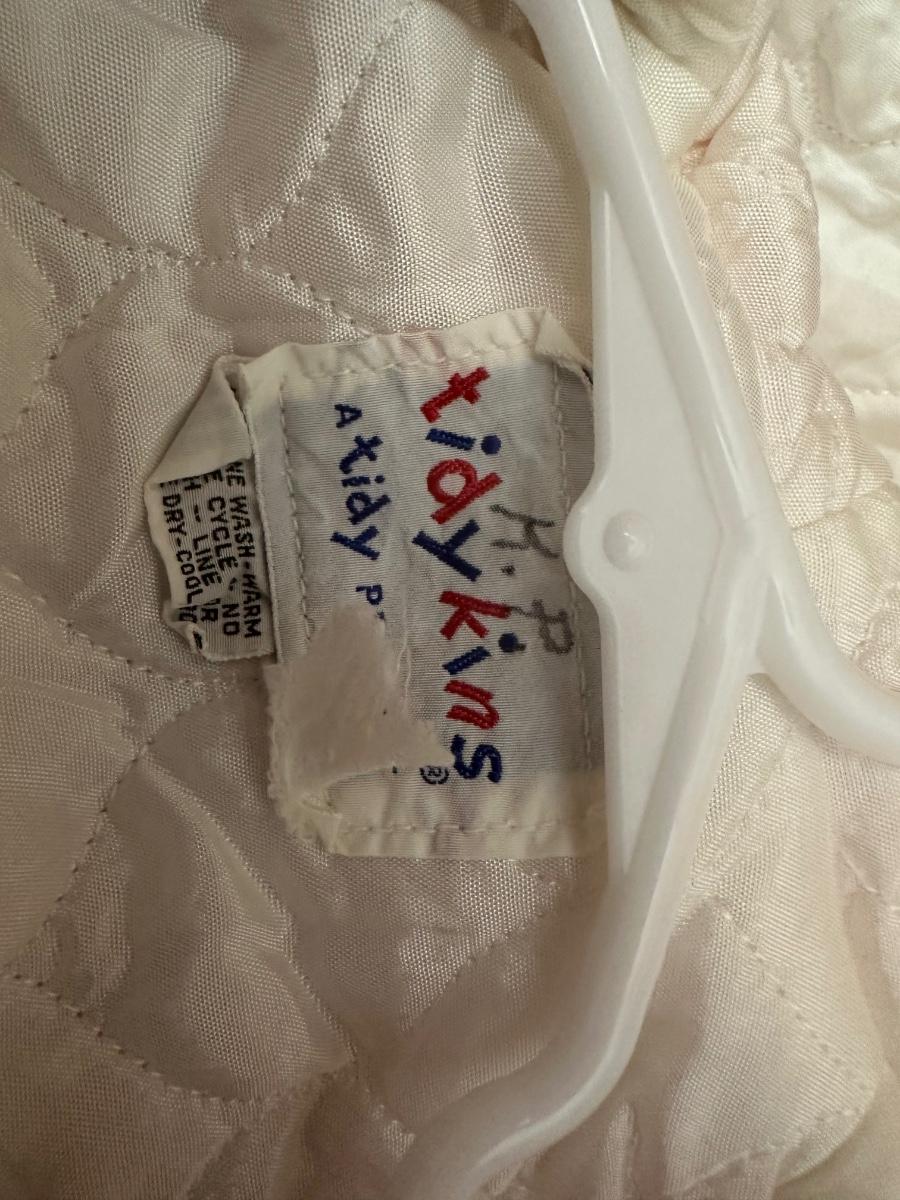 K.P
tidykins®
A tidy
WASH-WARM
CYCLE · NO
- LINE
DRY-COOL